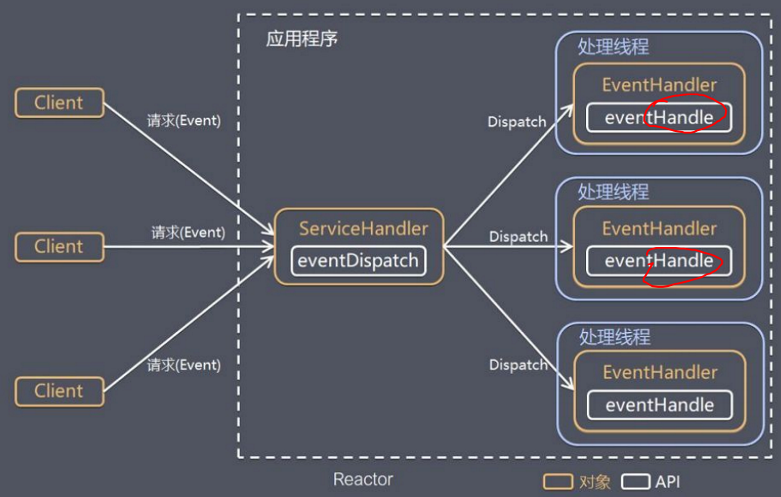 应用程序
处理线程
EventHandler
eventHandle
Client
请求(Event)
Dispatch
处理线程
EventHandler
eventHandle
Client
请求(Event)
ServiceHandler
eventDispatch
Dispatch
处理线程
EventHandler
eventHandle
Client
请求(Event)
Dispatch
Reactor
对象
API